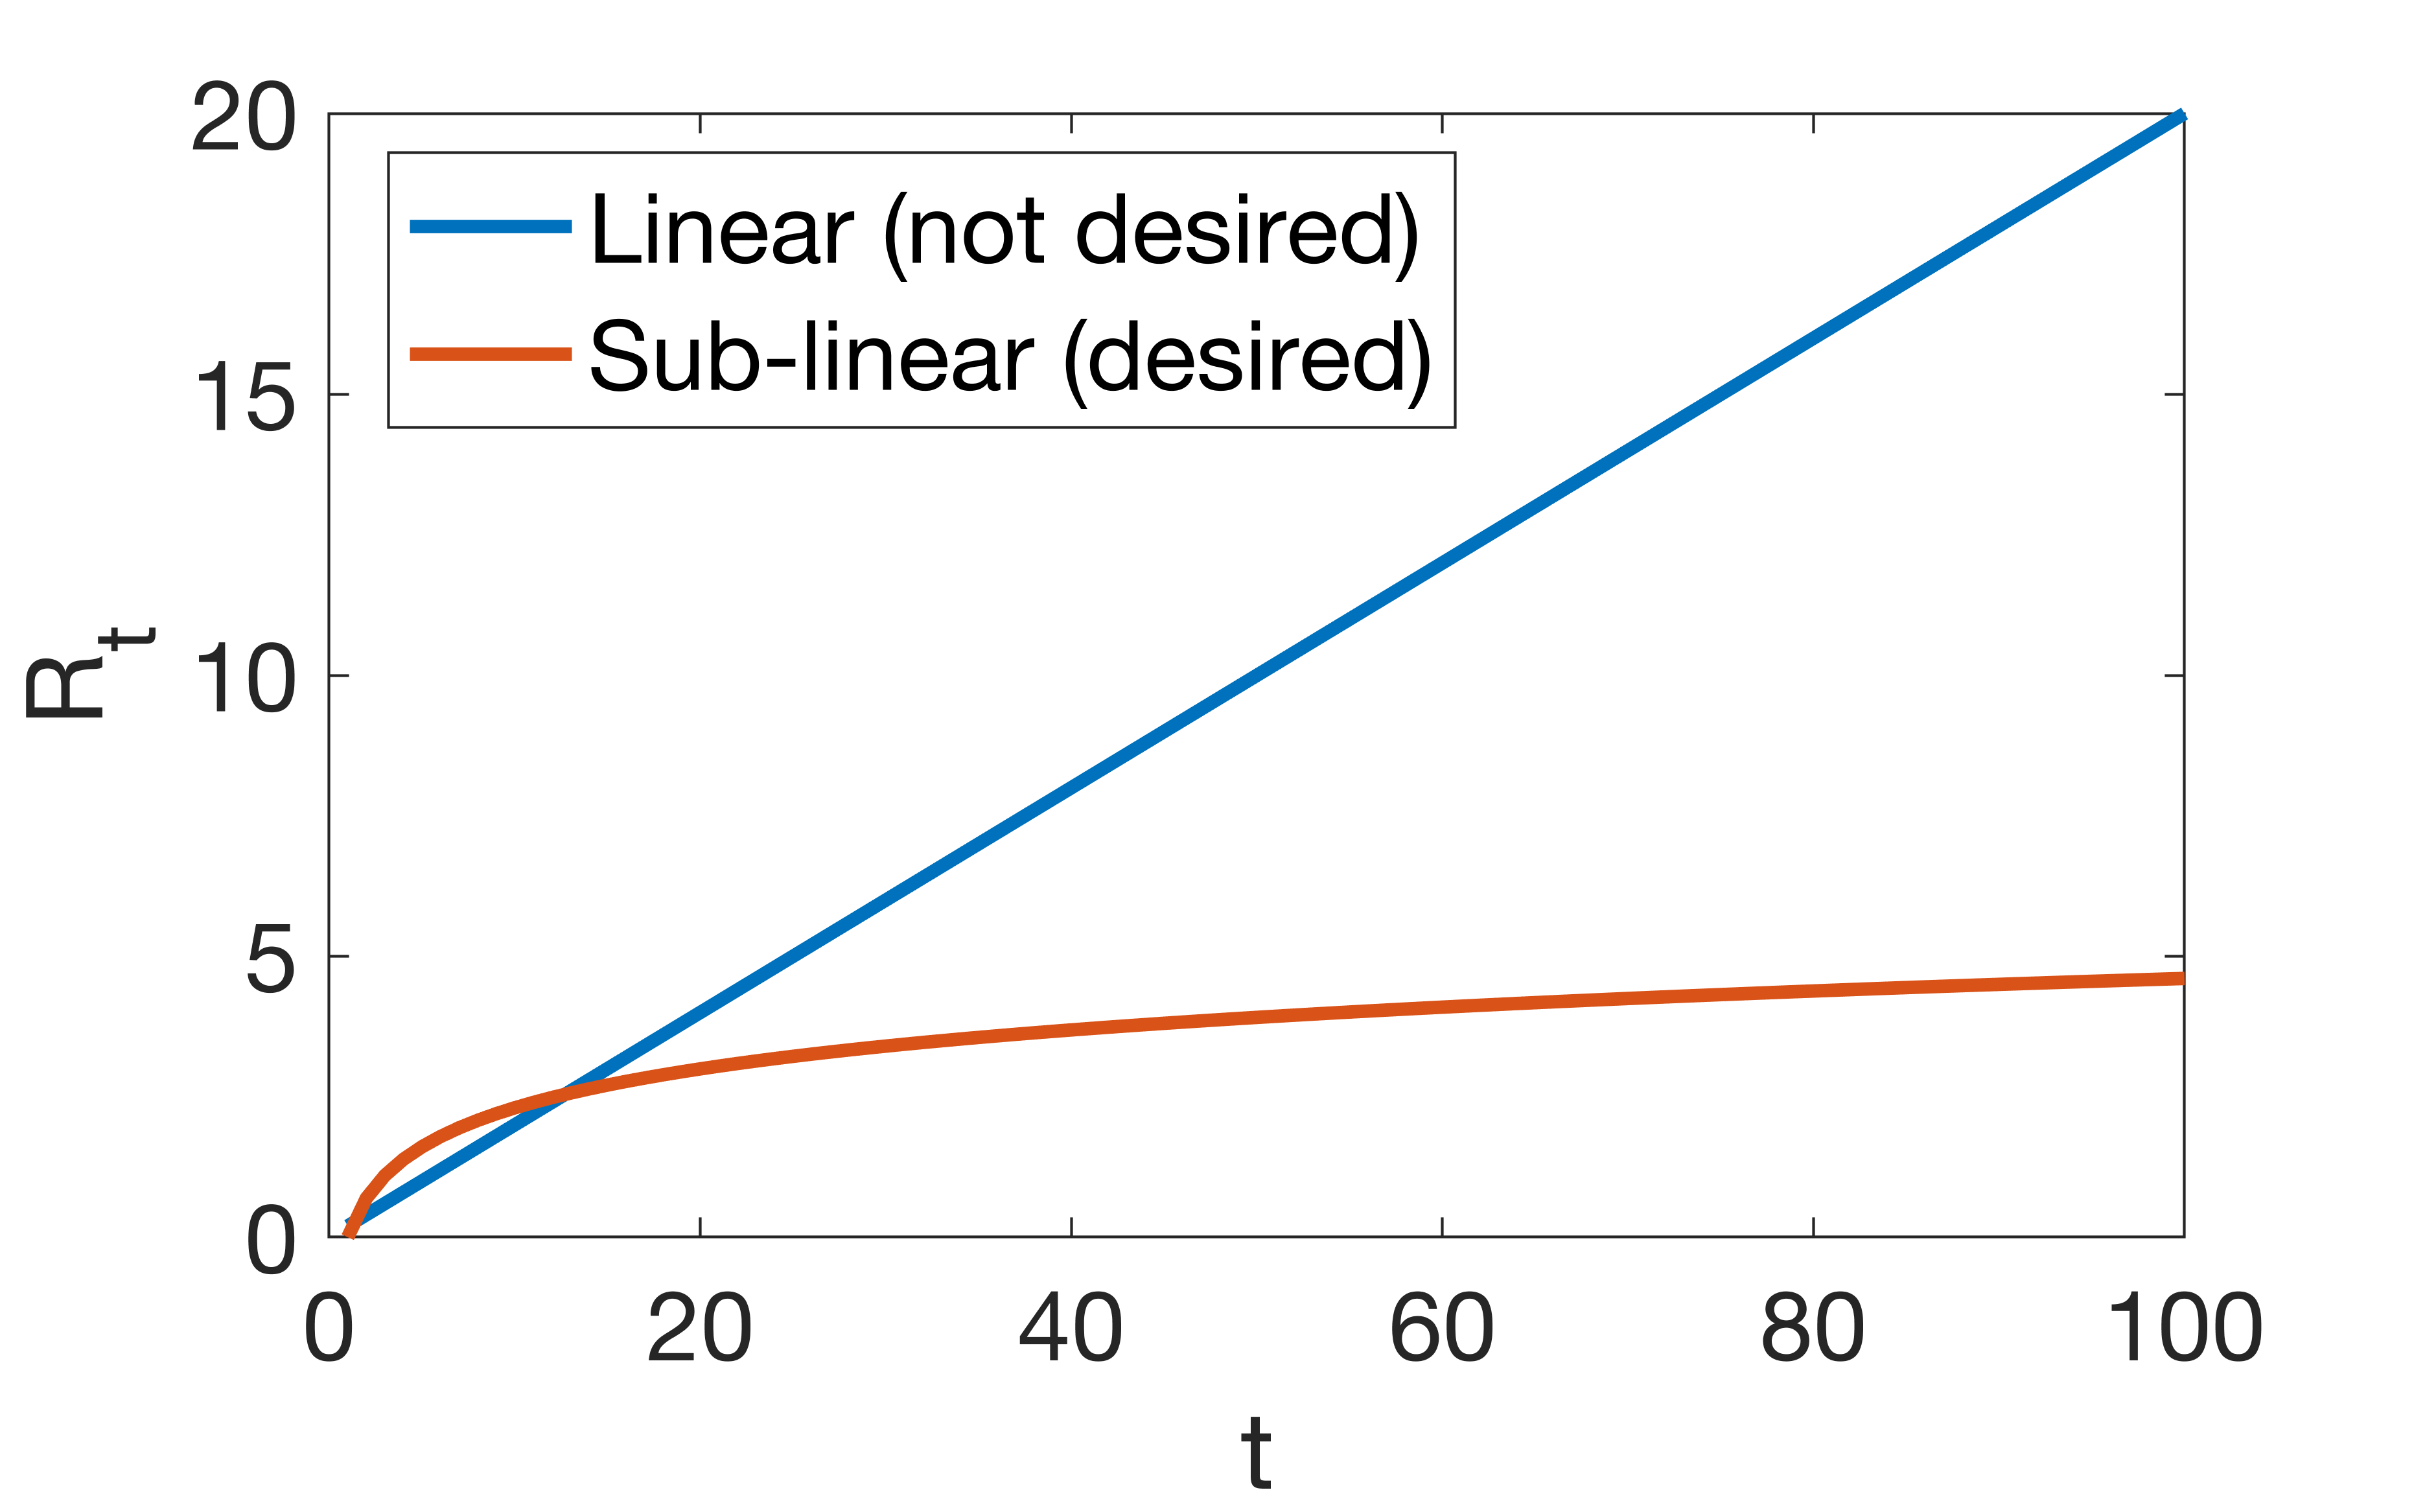 20
15
10
5
0
R_t
Linear (not desired)
Sub-linear (desired)
0 20 40 60 80 100
t